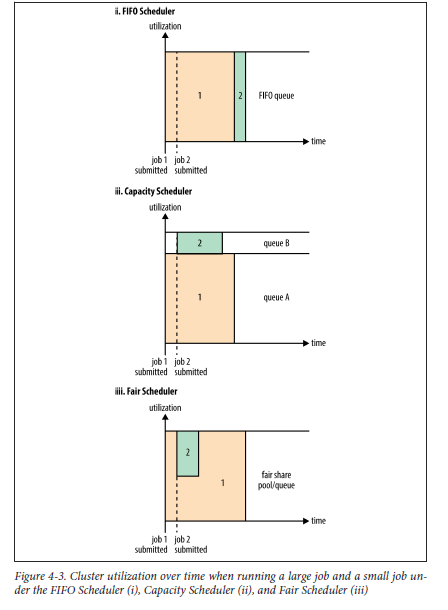 ii. FIFO Scheduler
utilization
1
2
FIFO queue
time
job 1 job 2
submitted submitted
iii. Capacity Scheduler
utilization
2
queue B
1
queue A
time
job 1 job 2
submitted submitted
iiii. Fair Scheduler
utilization
2
1
fair share
pool/queue
time
job 1 job 2
submitted submitted
Figure 4-3. Cluster utilization over time when running a large job and a small job un-
der the FIFO Scheduler (i), Capacity Scheduler (ii), and Fair Scheduler (iii)